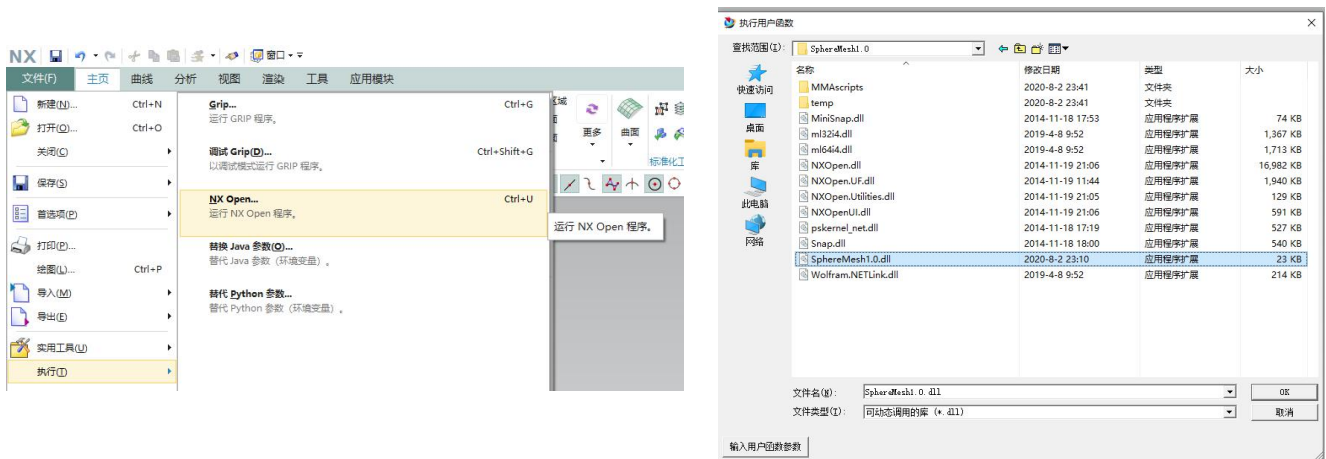 NX 窗口
文件(F) 主页 曲线 分析 视图 渲染 工具 应用模块
新建(N)... Ctrl+N
打开(O)... Ctrl+O
关闭(C)
保存(S)
首选项(P)
打印(P)...
绘图(L)... Ctrl+P
导入(M)
导出(E)
实用工具(U)
执行(T)
Grip... Ctrl+G
运行 GRIP 程序。
调试 Grip(D)... Ctrl+Shift+G
以调试模式运行 GRIP 程序。
NX Open... Ctrl+U
运行 NX Open 程序。
替换 Java 参数(O)...
替代 Java 参数（环境变量）。
替代 Python 参数...
替代 Python 参数（环境变量）。
更多 曲面
标准化工
运行 NX Open 程序。
执行用户函数
查找范围(I): SphereMesh1.0
快速访问
桌面
库
此电脑
网络
名称 修改日期 类型 大小
MMAscripts 2020-8-2 23:41 文件夹
temp 2020-8-2 23:41 文件夹
MiniSnap.dll 2014-11-18 17:53 应用程序扩展 74 KB
ml32i4.dll 2019-4-8 9:52 应用程序扩展 1,367 KB
ml64i4.dll 2019-4-8 9:52 应用程序扩展 1,713 KB
NXOpen.dll 2014-11-19 21:06 应用程序扩展 16,982 KB
NXOpen.UF.dll 2014-11-19 11:44 应用程序扩展 1,940 KB
NXOpen.Utilities.dll 2014-11-19 21:05 应用程序扩展 129 KB
NXOpenUI.dll 2014-11-19 21:06 应用程序扩展 591 KB
pskernel_net.dll 2014-11-18 17:19 应用程序扩展 527 KB
Snap.dll 2014-11-18 18:00 应用程序扩展 540 KB
SphereMesh1.0.dll 2020-8-2 23:10 应用程序扩展 23 KB
Wolfram.NETLink.dll 2019-4-8 9:52 应用程序扩展 214 KB
文件名(N): SphereMesh1.0.dll OK
文件类型(T): 可动态调用的库 (*.dll) 取消
输入用户函数参数